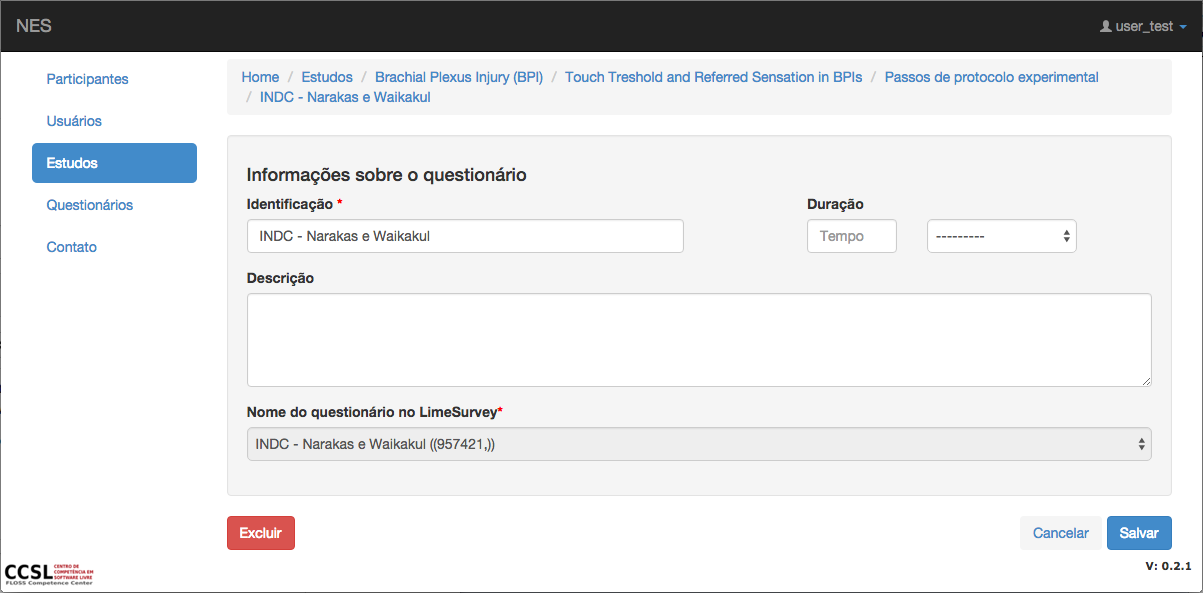 NES
user_test
Participantes
Usuários
Estudos
Questionários
Contato
Home / Estudos / Brachial Plexus Injury (BPI) / Touch Treshold and Referred Sensation in BPIs / Passos de protocolo experimental
/ INDC - Narakas e Waikakul
Informações sobre o questionário
Identificação *
Duração
INDC - Narakas e Waikakul
Tempo
---------
Descrição
Nome do questionário no LimeSurvey*
INDC - Narakas e Waikakul ((957421,))
Excluir
Cancelar
Salvar
CCSL
CENTRO DE
COMPETÊNCIA EM
SOFTWARE LIVRE
FLOSS Competence Center
V: 0.2.1